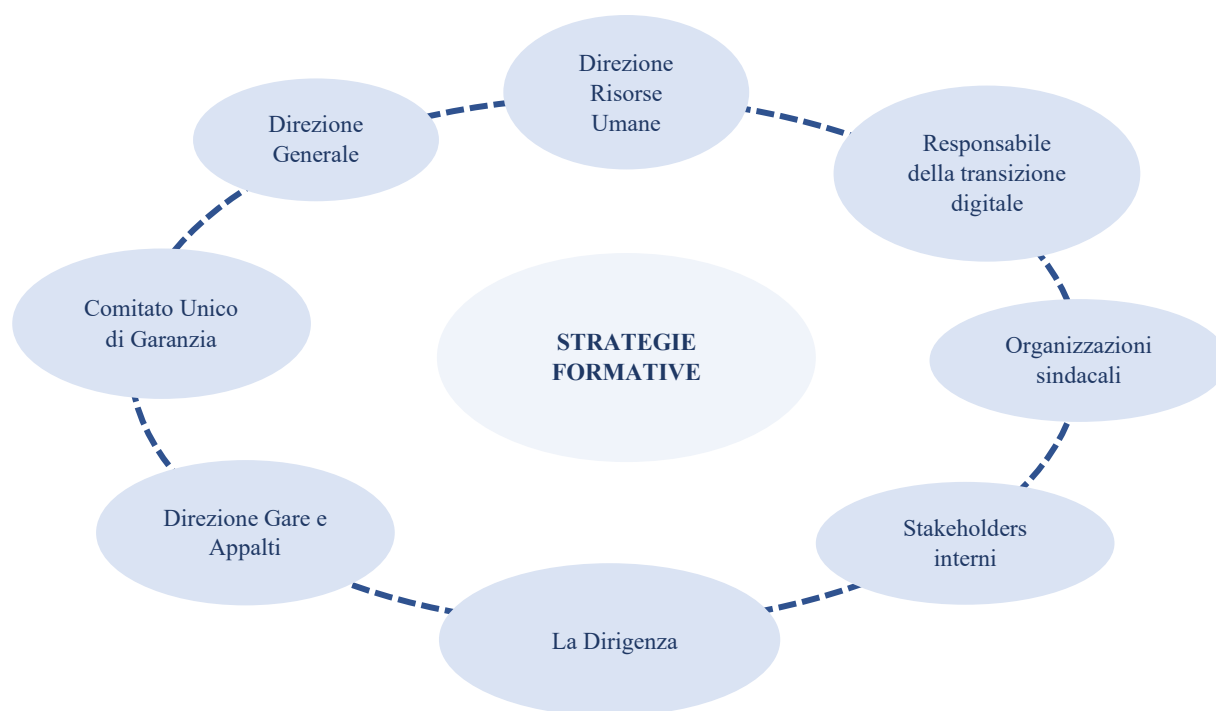 Direzione
Risorse
Umane
Direzione
Generale
Responsabile
della transizione
digitale
Comitato Unico
di Garanzia
STRATEGIE
FORMATIVE
Organizzazioni
sindacali
Direzione Gare e
Appalti
Stakeholders
interni
La Dirigenza